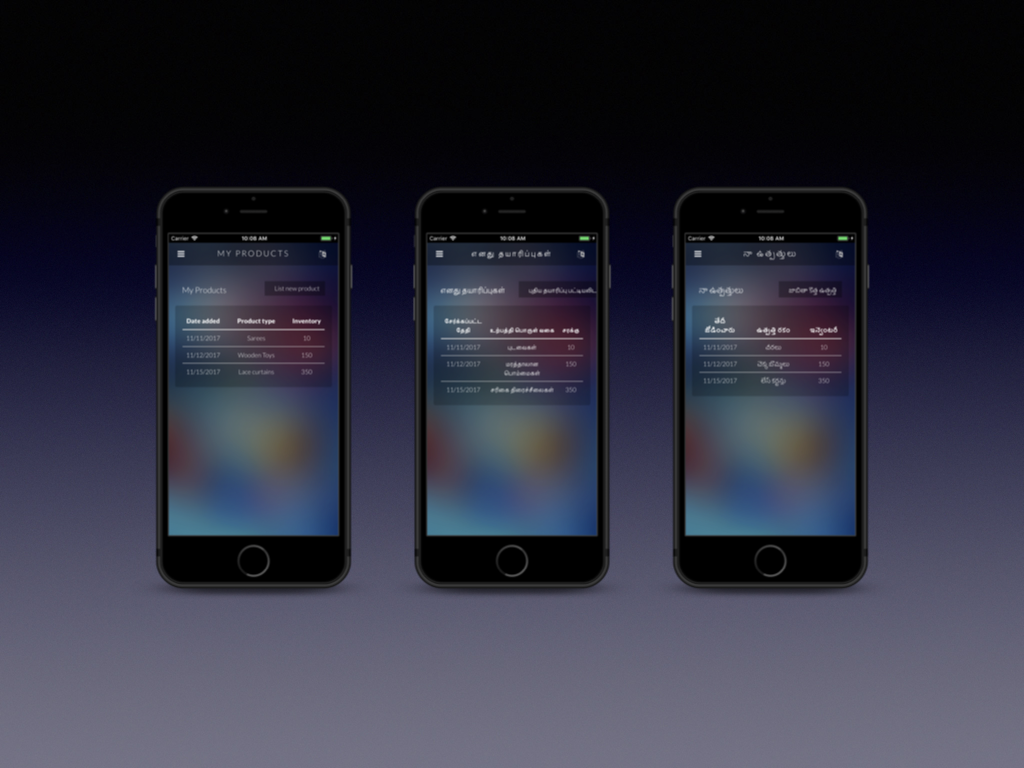 Carrier 10:08 AM
MY PRODUCTS
My Products List new product
Date added Product type Inventory
11/11/2017 Sarees 10
11/12/2017 Wooden Toys 150
11/15/2017 Lace curtains 350
Carrier 10:08 AM
எனது தயாரிப்புகள்
எனது தயாரிப்புகள் புதிய தயாரிப்பு
சேர்க்கப்பட்ட
தேதி உற்பத்தி பொருள் வகை சரக்கு
11/11/2017 புடவைகள் 10
11/12/2017 மரத்தாலான 150
பொம்மைகள்
11/15/2017 சரிகை திரைச்சீலைகள் 350
Carrier 10:08 AM
నా ఉత్పత్తులు
నా ఉత్పత్తులు
తేదీ
జోడించారు ఉత్పత్తి రకం ఇన్వెంటరీ
11/11/2017 చీరలు 10
11/12/2017 చెక్క బొమ్మలు 150
11/15/2017 350